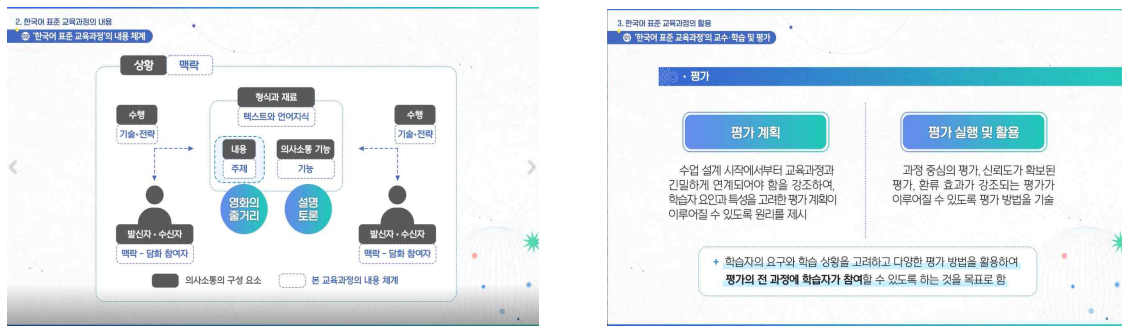 2. 한국어 표준 교육과정의 내용
02 '한국어 표준 교육과정'의 내용 체계
상황 맥락
형식과 재료
텍스트와 언어지식
수행
기술·전략
내용
주제
의사소통 기능
기능
수행
기술·전략
영화의
줄거리
설명
토론
발신자·수신자
맥락 - 담화 참여자
발신자·수신자
맥락 - 담화 참여자
의사소통의 구성 요소
본 교육과정의 내용 체계
3. 한국어 표준 교육과정의 활용
01 '한국어 표준 교육과정'의 교수·학습 및 평가
· 평가
평가 계획
수업 설계 시작에서부터 교육과정과
긴밀하게 연계되어야 함을 강조하여,
학습자 요인과 특성을 고려한 평가 계획이
이루어질 수 있도록 원리를 제시
평가 실행 및 활용
과정 중심의 평가, 신뢰도가 확보된
평가, 환류 효과가 강조되는 평가가
이루어질 수 있도록 평가 방법을 기술
+ 학습자의 요구와 학습 상황을 고려하고 다양한 평가 방법을 활용하여
평가의 전 과정에 학습자가 참여할 수 있도록 하는 것을 목표로 함